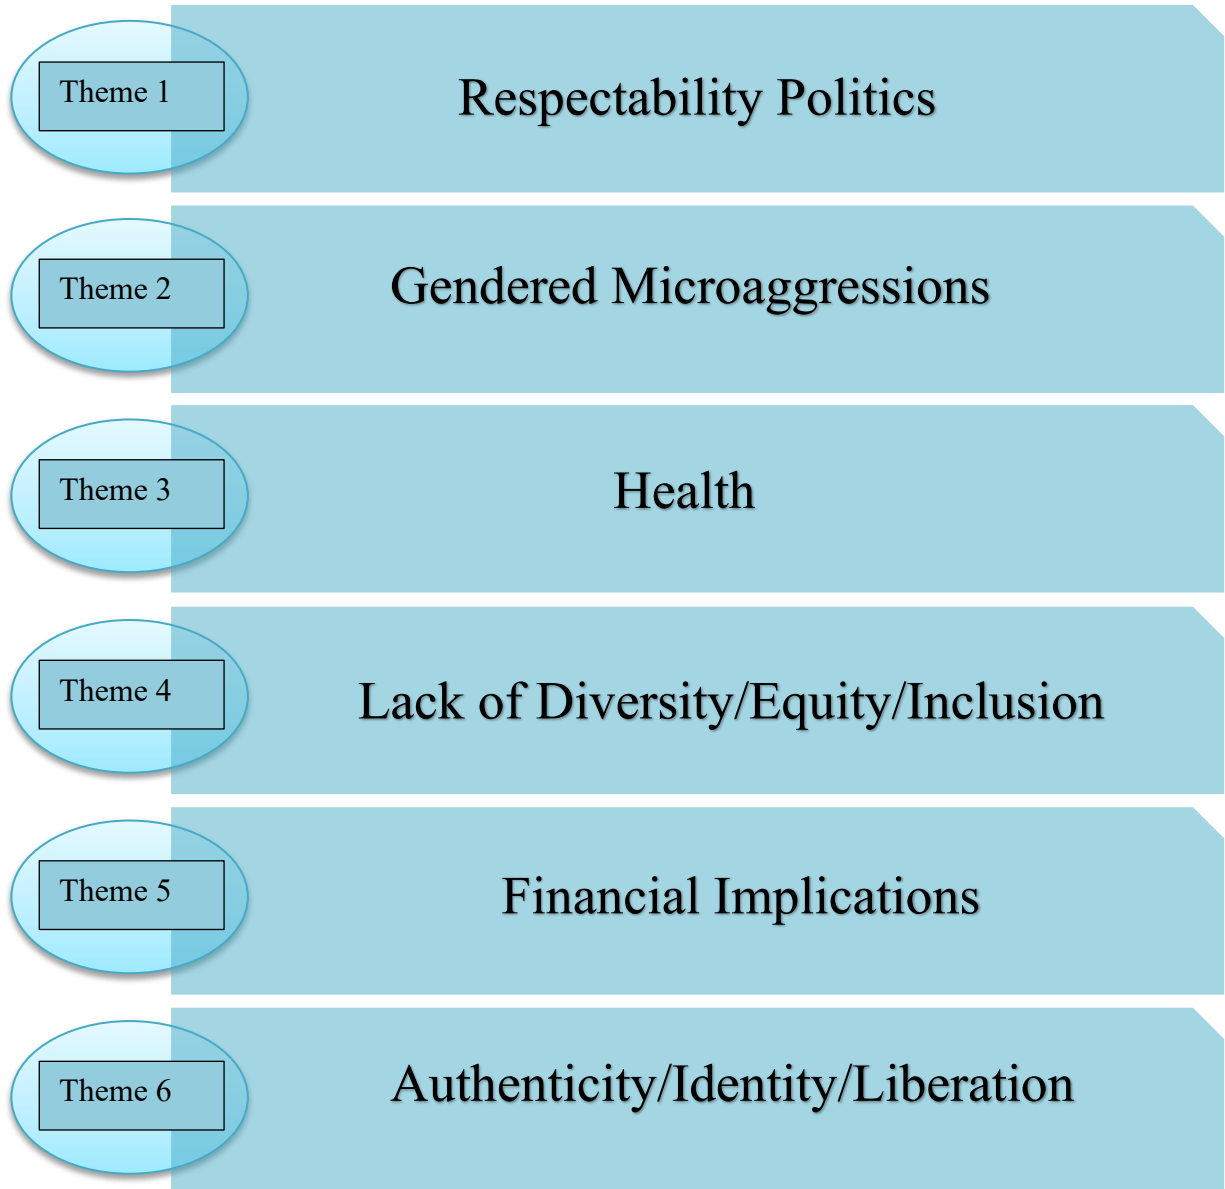 Theme 1
Respectability Politics
Theme 2
Gendered Microaggressions
Theme 3
Health
Theme 4
Lack of Diversity/Equity/Inclusion
Theme 5
Financial Implications
Theme 6
Authenticity/Identity/Liberation